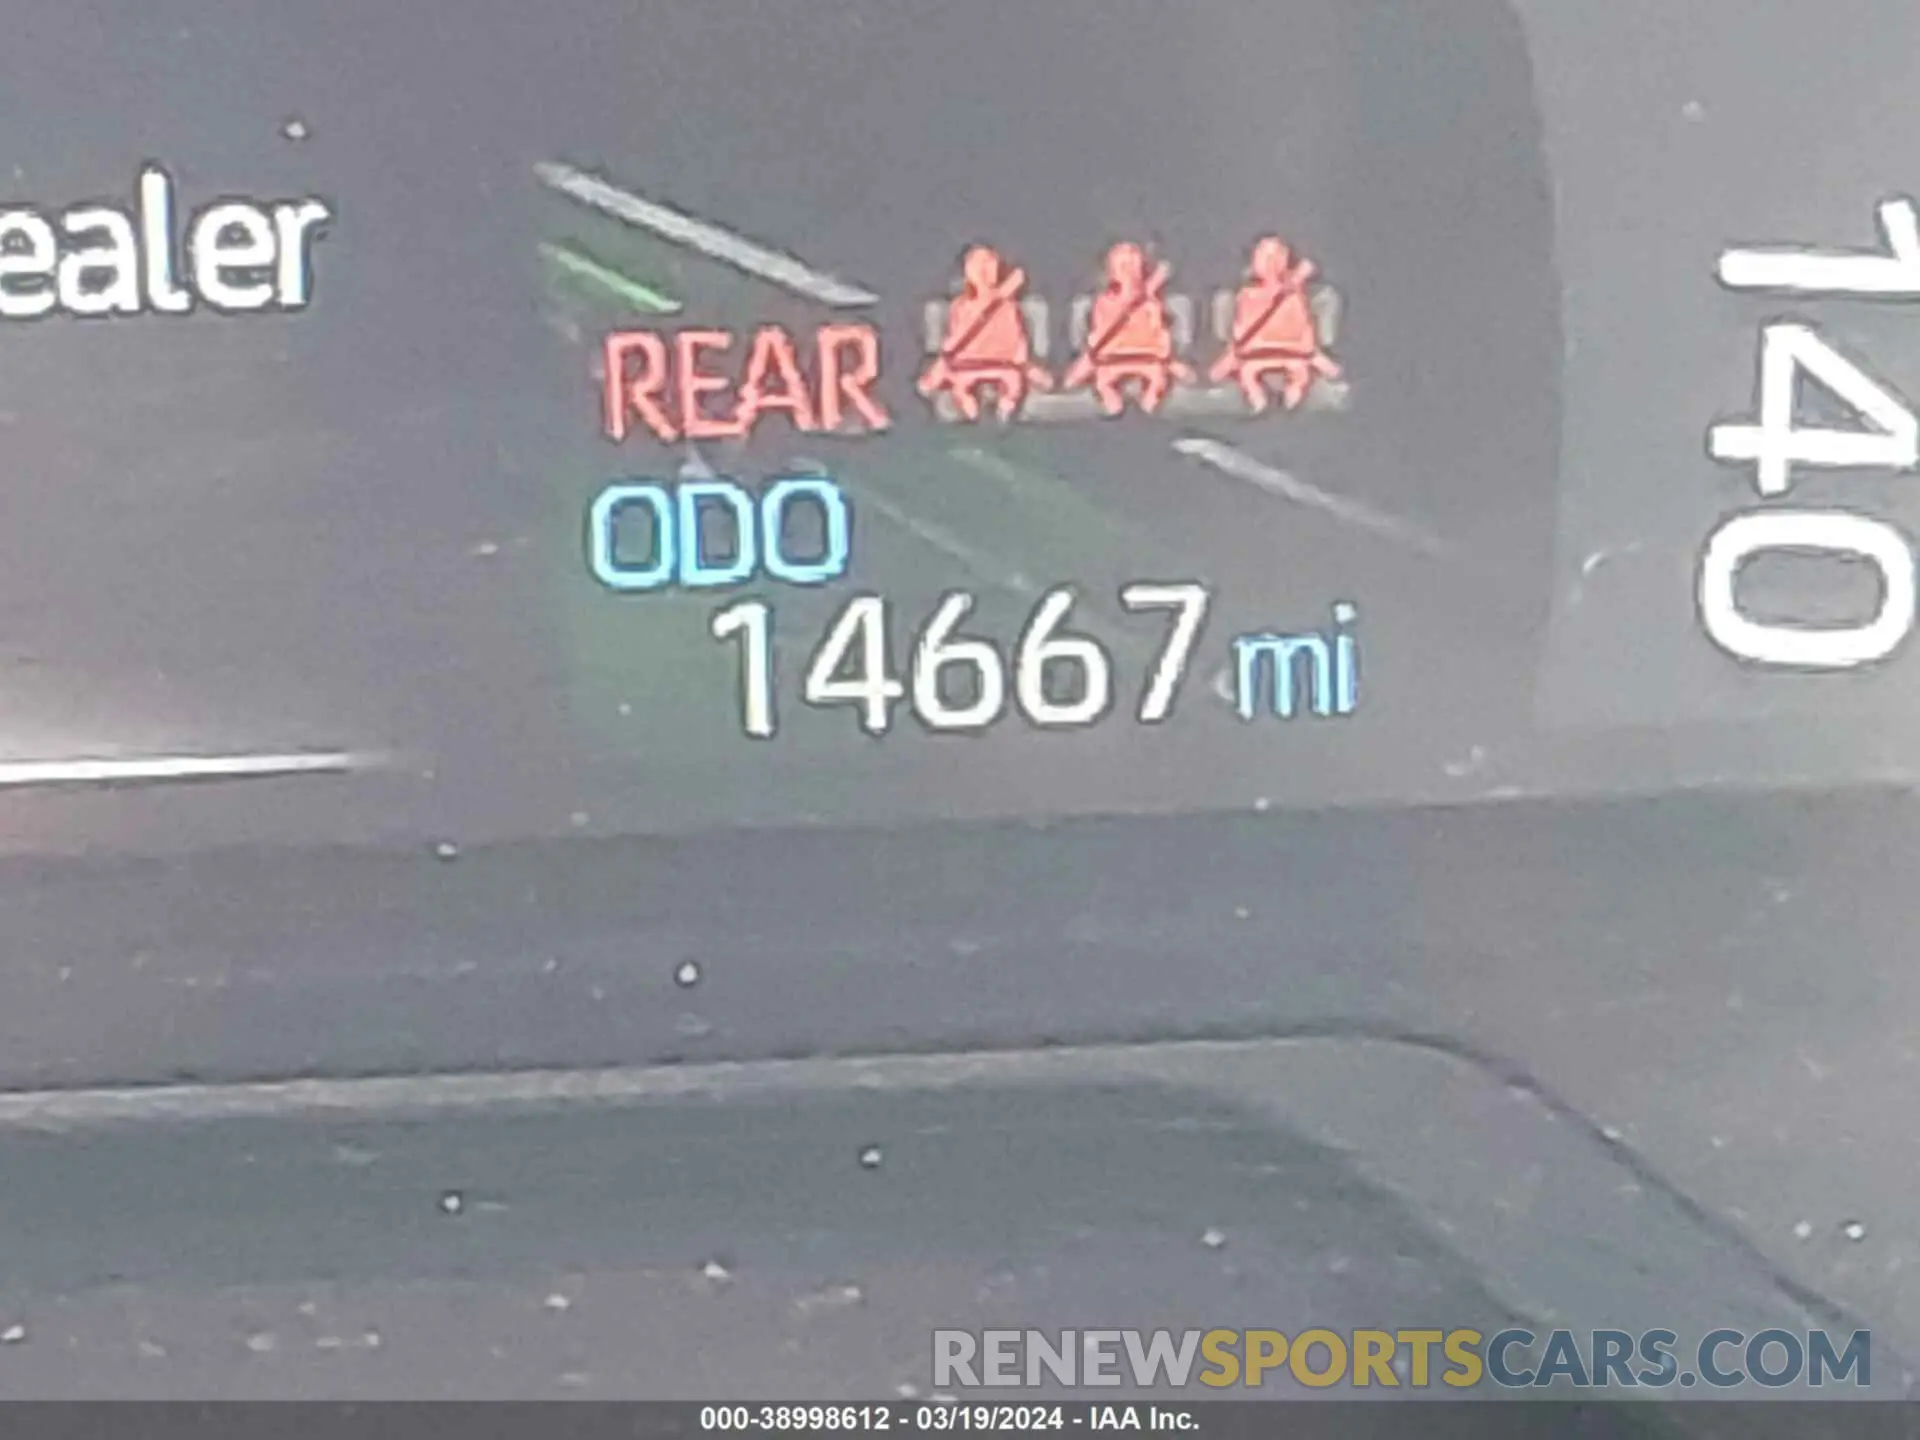 ealer
REAR
ODO
14667 mi
140
RENEWSPORTSCARS.COM
000-38998612 - 03/19/2024 - IAA Inc.